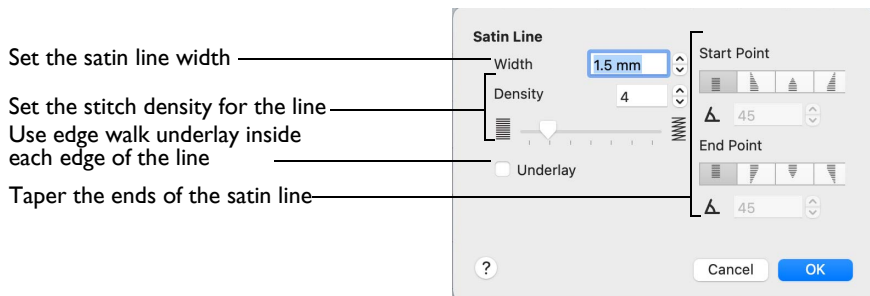 Satin Line
Set the satin line width
Width
1.5 mm
Start Point
Set the stitch density for the line
Density
4
45
Use edge walk underlay inside
each edge of the line
Underlay
End Point
Taper the ends of the satin line
45
?
Cancel
OK